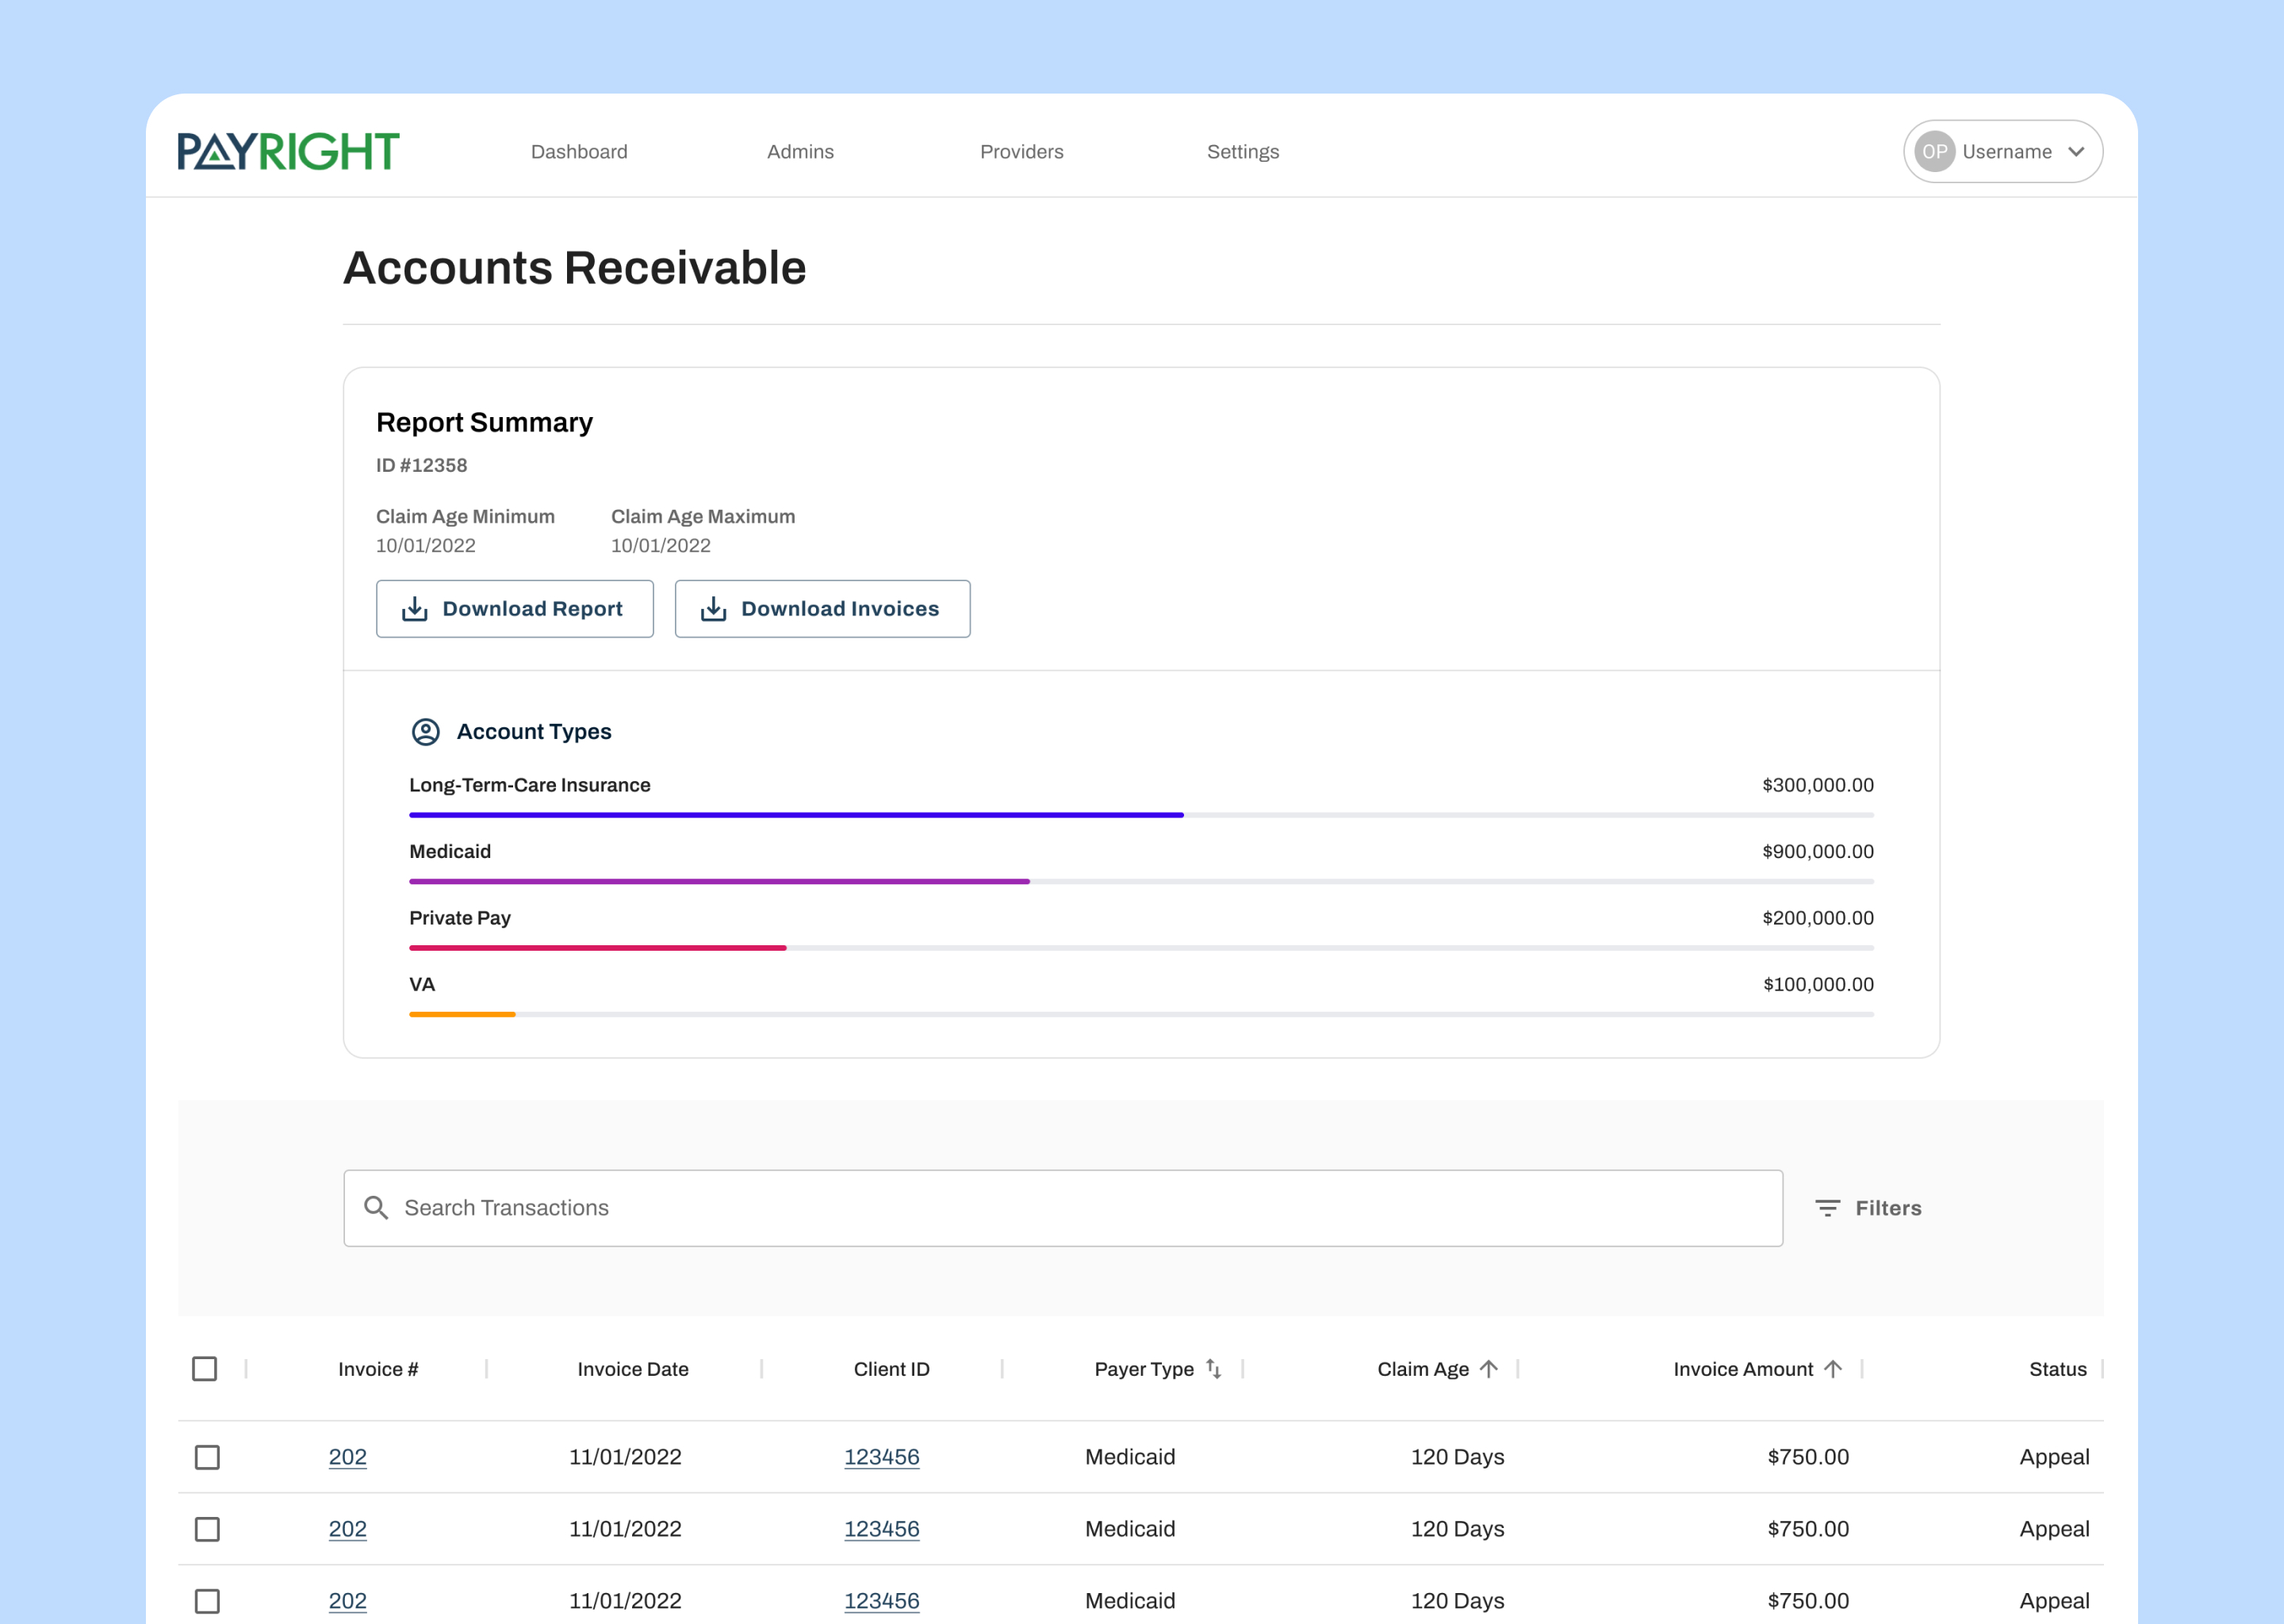 PAYRIGHT Dashboard Admins Providers Settings OP Username
Accounts Receivable
Report Summary
ID #12358
Claim Age Minimum Claim Age Maximum
10/01/2022 10/01/2022
Download Report Download Invoices
Account Types
Long-Term-Care Insurance $300,000.00
Medicaid $900,000.00
Private Pay $200,000.00
VA $100,000.00
Search Transactions Filters
Invoice # Invoice Date Client ID Payer Type Claim Age Invoice Amount Status
202 11/01/2022 123456 Medicaid 120 Days $750.00 Appeal
202 11/01/2022 123456 Medicaid 120 Days $750.00 Appeal
202 11/01/2022 123456 Medicaid 120 Days $750.00 Appeal